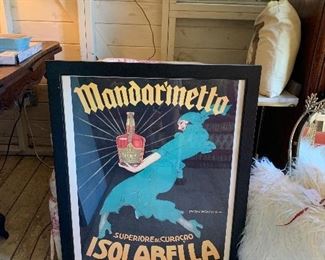 Mandarinetto
SUPERIORE AL CURAÇAO
ISOLABELLA